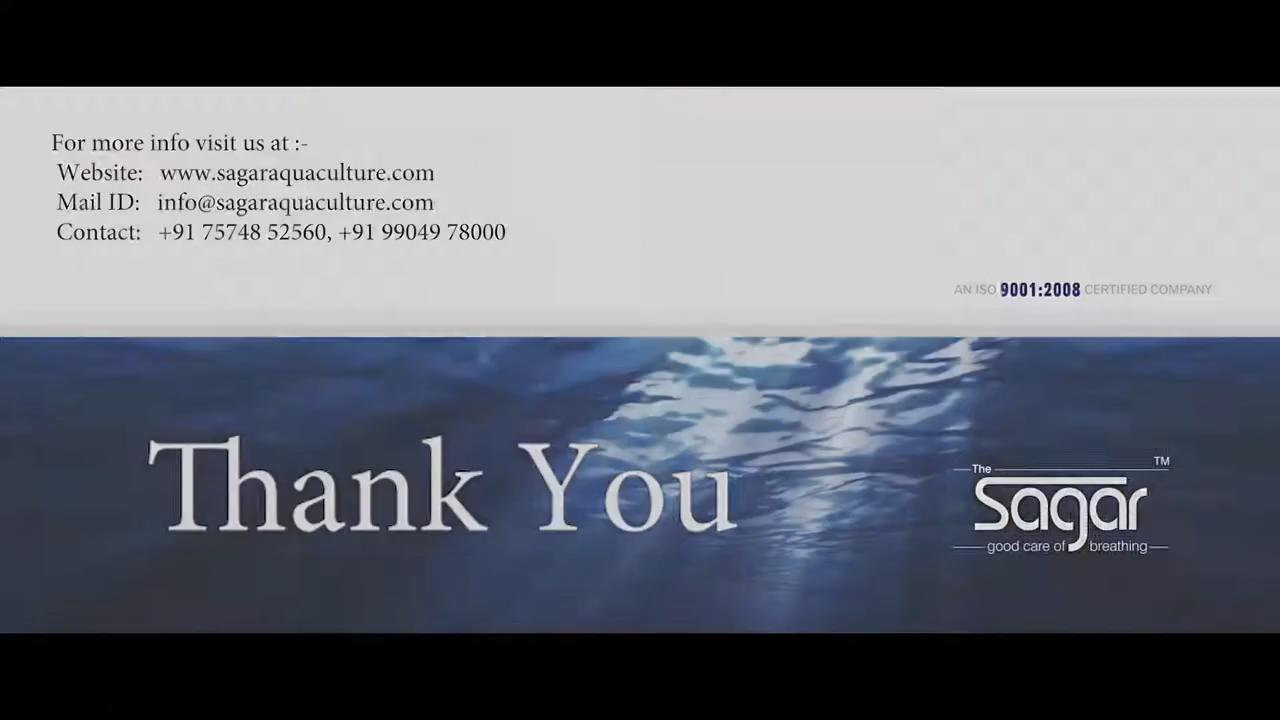 For more info visit us at :-
Website: www.sagaraquaculture.com
Mail ID: info@sagaraquaculture.com
Contact: +91 75748 52560, +91 99049 78000
AN ISO 9001:2008 CERTIFIED COMPANY
Thank You
The
Sagar TM
good care of breathing